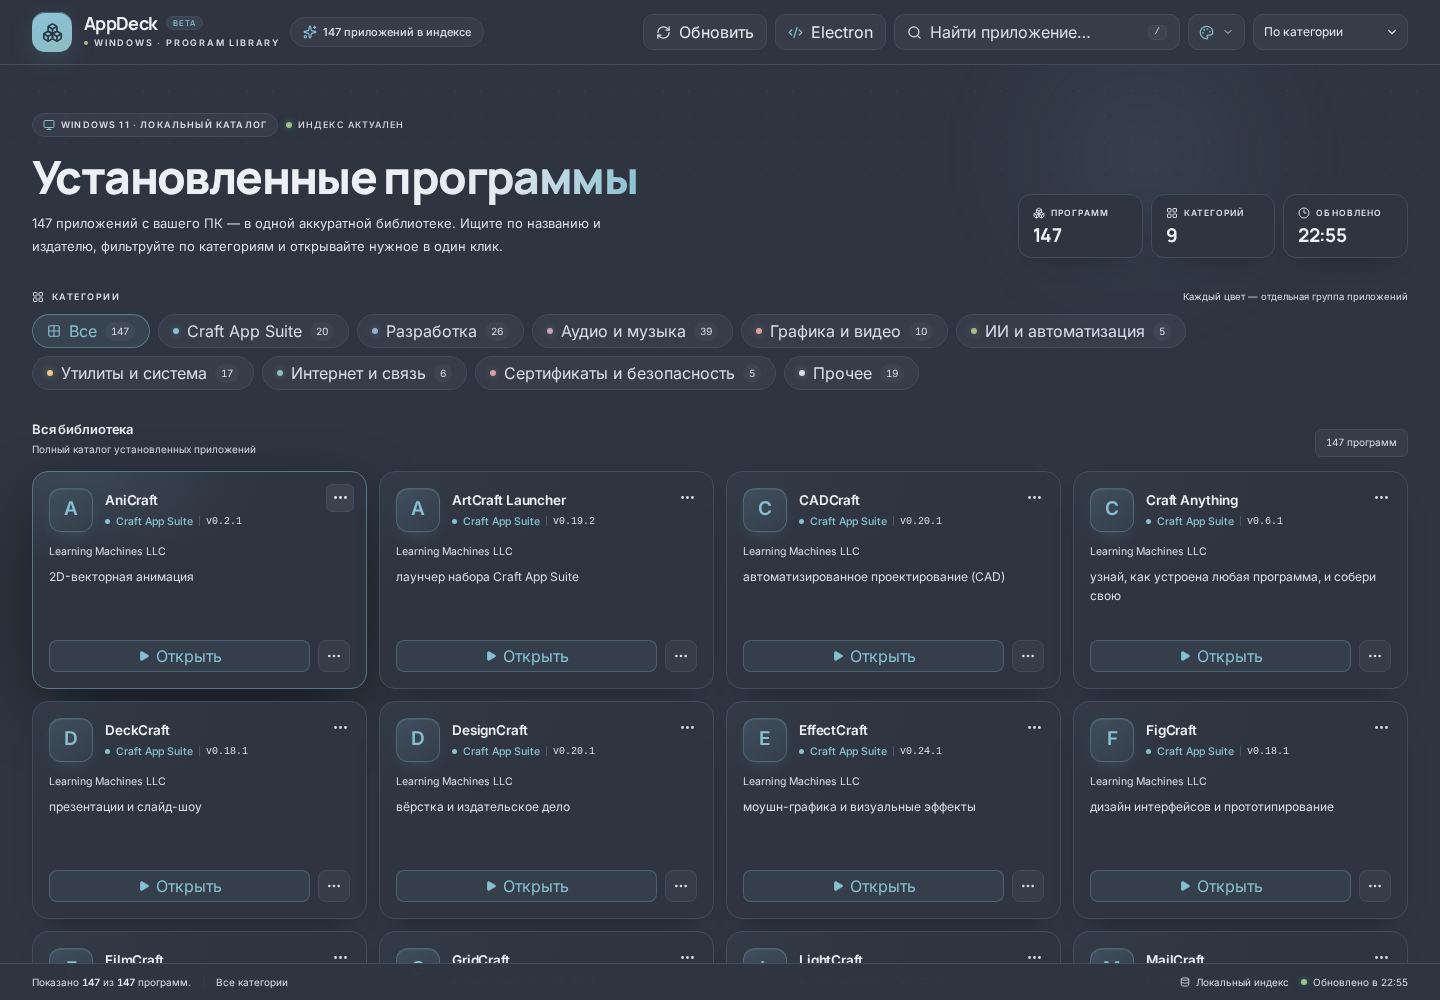 AppDeck BETA
WINDOWS · PROGRAM LIBRARY
147 приложений в индексе
Обновить
Electron
Найти приложение...
/
По категории
WINDOWS 11 · ЛОКАЛЬНЫЙ КАТАЛОГ
ИНДЕКС АКТУАЛЕН
Установленные программы
147 приложений с вашего ПК — в одной аккуратной библиотеке. Ищите по названию и
издателю, фильтруйте по категориям и открывайте нужное в один клик.
ПРОГРАММ
147
КАТЕГОРИЙ
9
ОБНОВЛЕНО
22:55
КАТЕГОРИИ
Каждый цвет — отдельная группа приложений
Все 147
Craft App Suite 20
Разработка 26
Аудио и музыка 39
Графика и видео 10
ИИ и автоматизация 5
Утилиты и система 17
Интернет и связь 6
Сертификаты и безопасность 5
Прочее 19
Вся библиотека
Полный каталог установленных приложений
147 программ
A
AniCraft
Craft App Suite v0.2.1
Learning Machines LLC
2D-векторная анимация
Открыть
A
ArtCraft Launcher
Craft App Suite v0.19.2
Learning Machines LLC
лаунчер набора Craft App Suite
Открыть
C
CADCraft
Craft App Suite v0.20.1
Learning Machines LLC
автоматизированное проектирование (CAD)
Открыть
C
Craft Anything
Craft App Suite v0.6.1
Learning Machines LLC
узнай, как устроена любая программа, и собери
свою
Открыть
D
DeckCraft
Craft App Suite v0.18.1
Learning Machines LLC
презентации и слайд-шоу
Открыть
D
DesignCraft
Craft App Suite v0.20.1
Learning Machines LLC
вёрстка и издательское дело
Открыть
E
EffectCraft
Craft App Suite v0.24.1
Learning Machines LLC
моушн-графика и визуальные эффекты
Открыть
F
FigCraft
Craft App Suite v0.18.1
Learning Machines LLC
дизайн интерфейсов и прототипирование
Открыть
FilmCraft
GridCraft
LightCraft
MailCraft
Показано 147 из 147 программ.
Все категории
Локальный индекс
Обновлено в 22:55